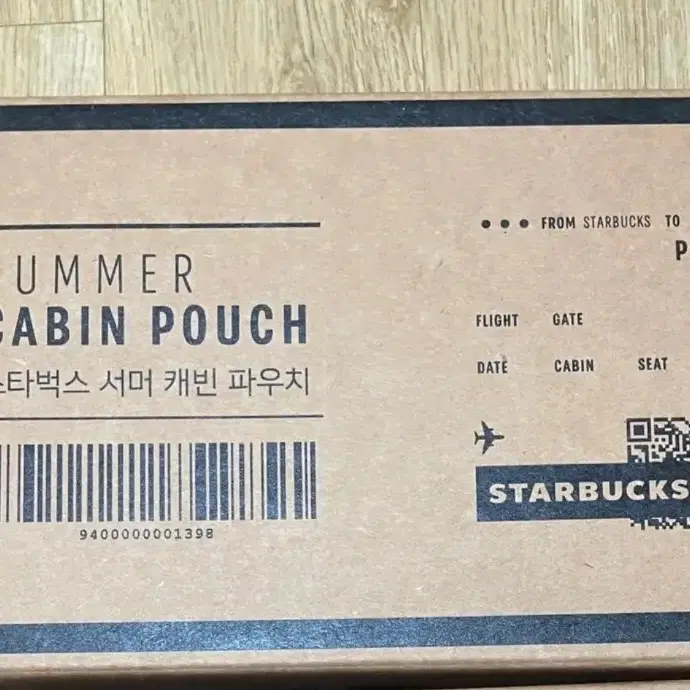 UMMER
CABIN POUCH
스타벅스 서머 캐빈 파우치
9400000001398
••• FROM STARBUCKS TO
P
FLIGHT GATE
DATE CABIN SEAT
STARBUCKS